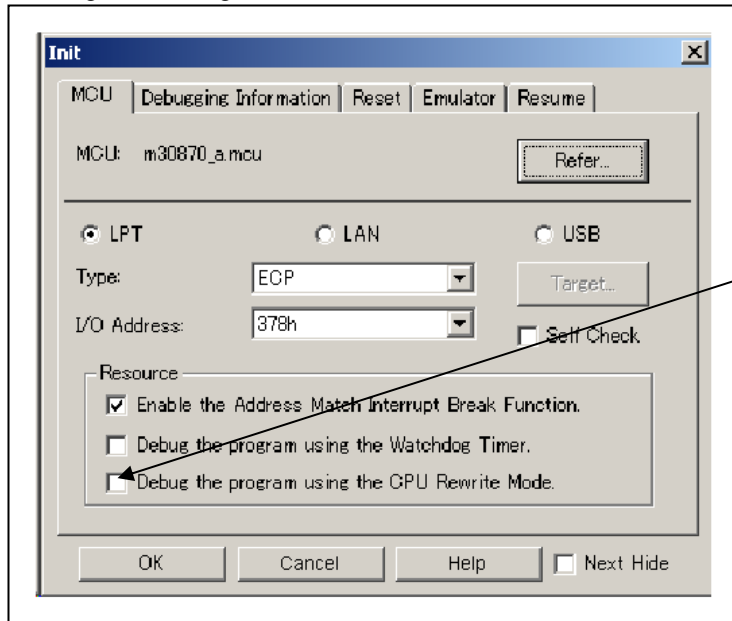 Init
MCU Debugging Information Reset Emulator Resume
MCU: m30870_a.mcu Refer...
LPT LAN USB
Type: ECP Target...
I/O Address: 378h Self Check
Resource
Enable the Address Match Interrupt Break Function.
Debug the program using the Watchdog Timer.
Debug the program using the CPU Rewrite Mode.
OK Cancel Help Next Hide